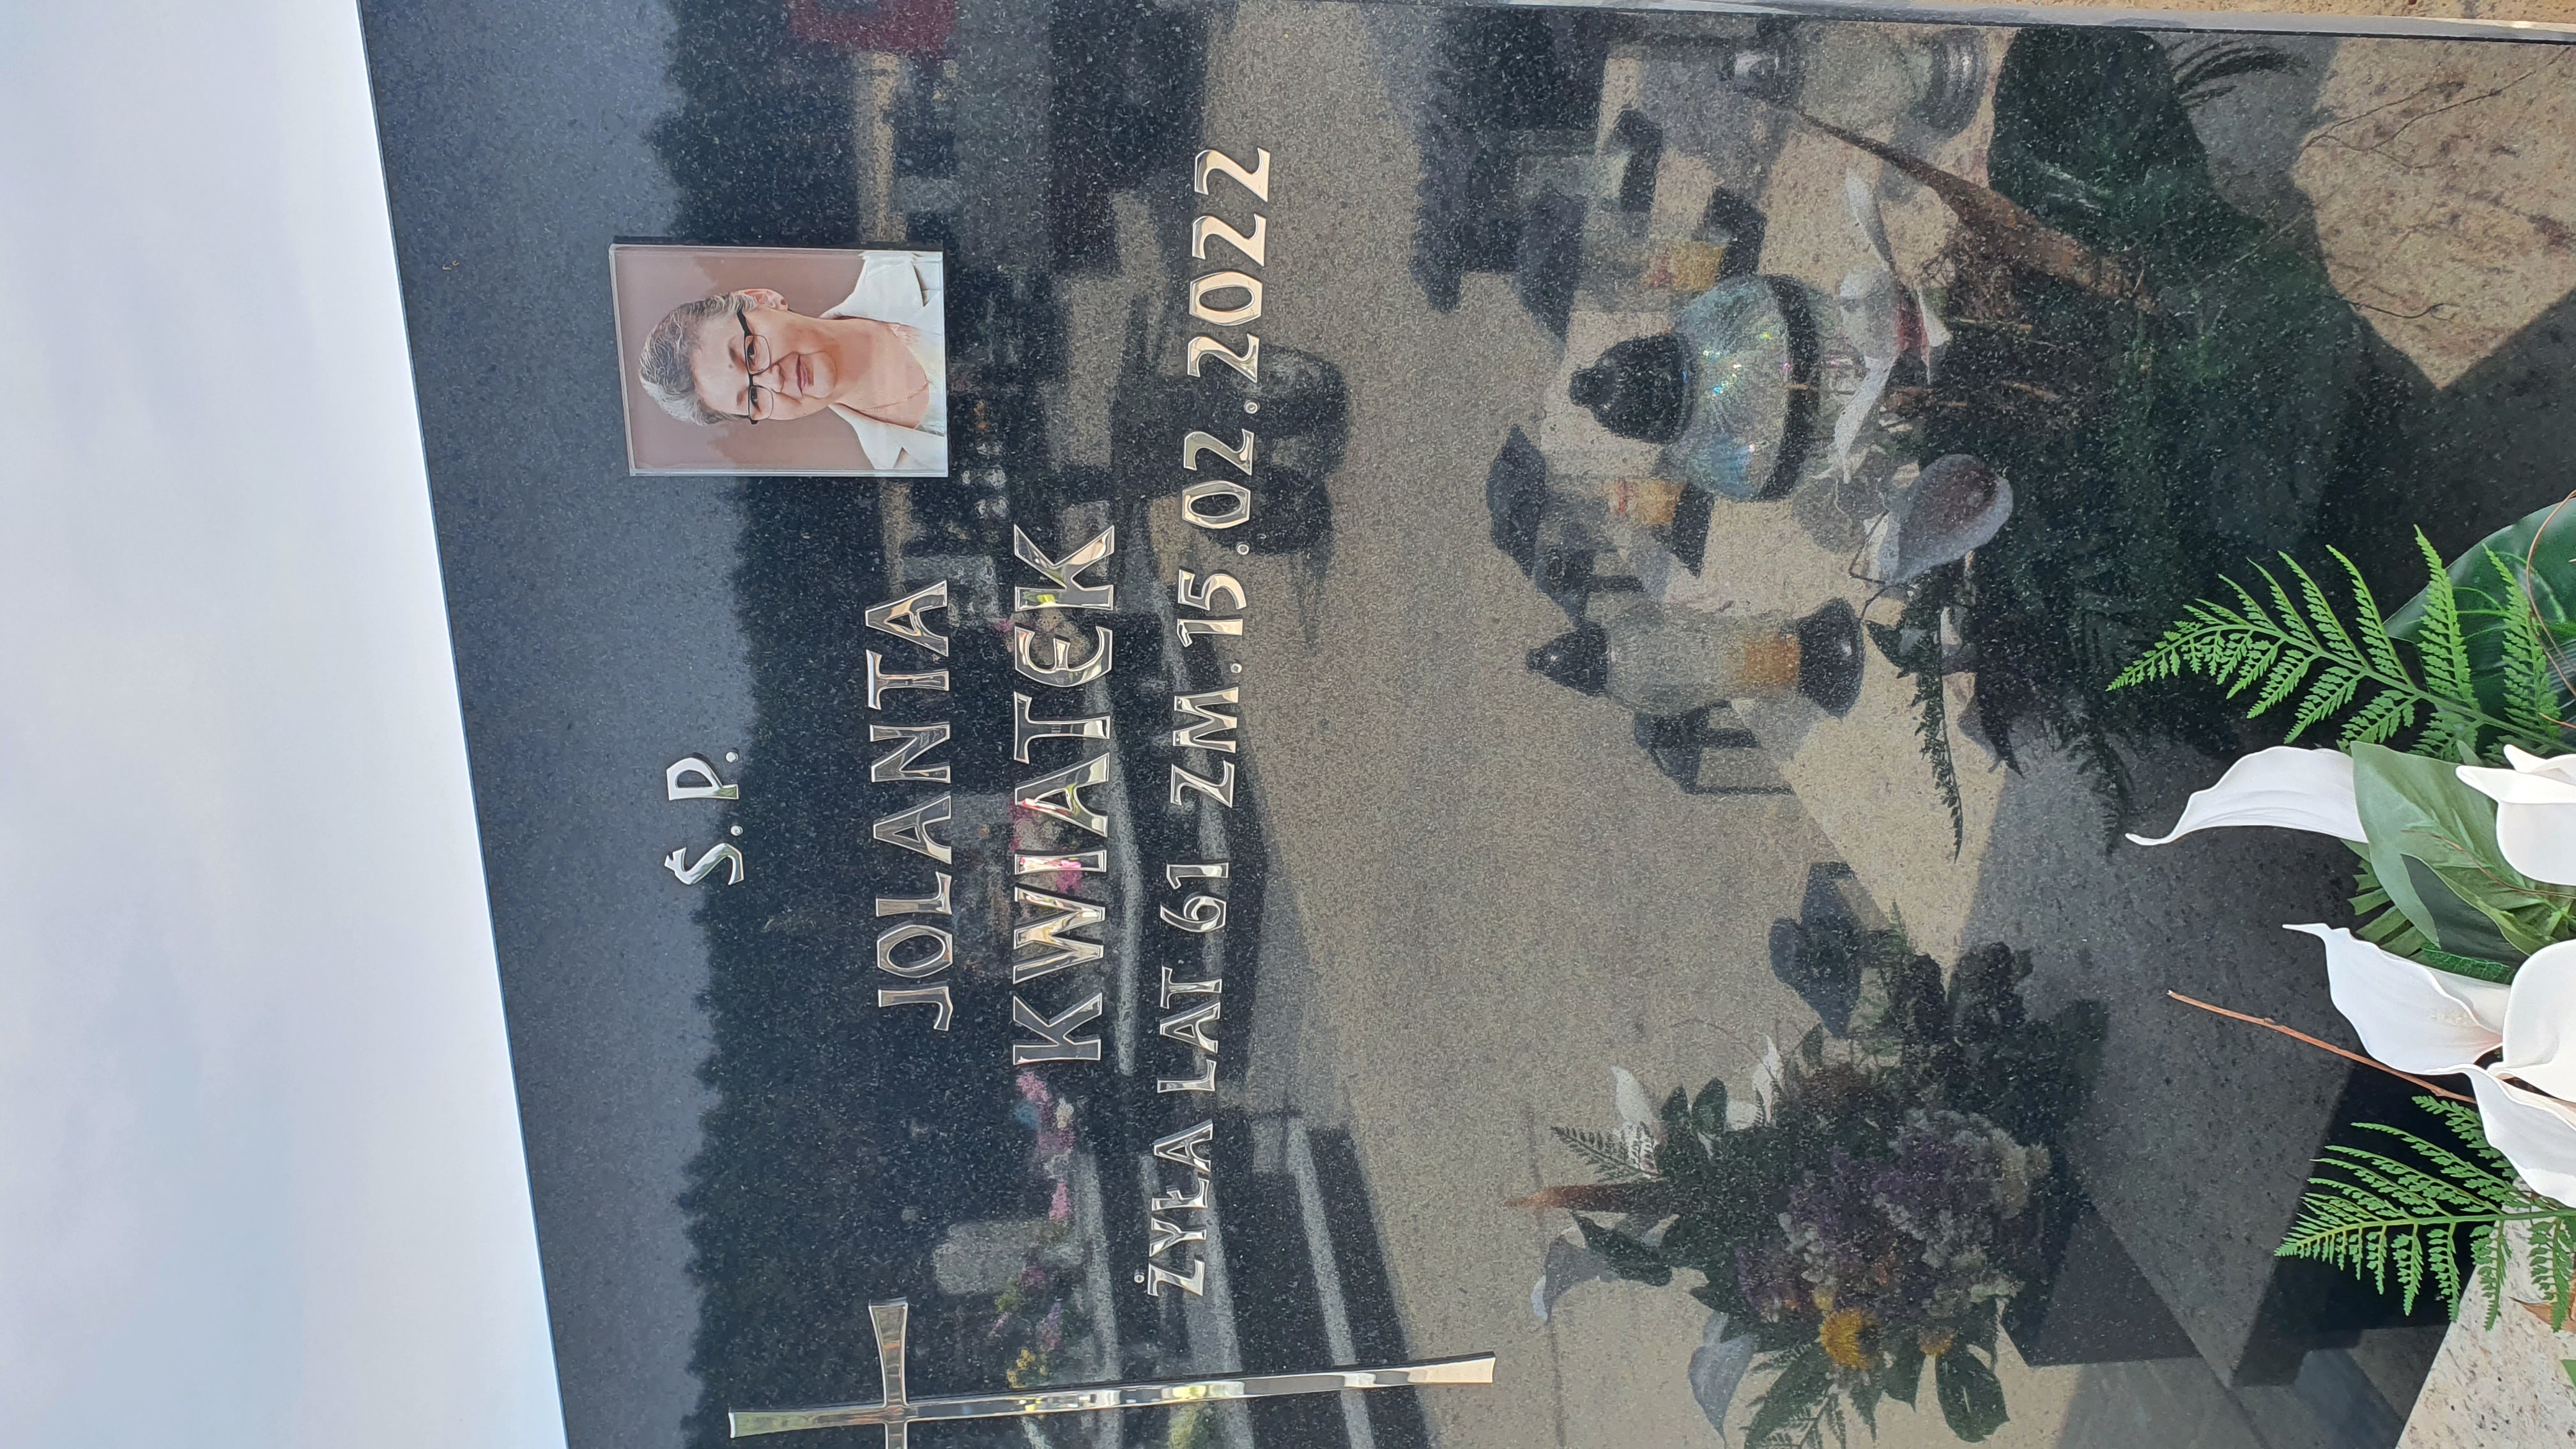 Ś.P.
JOLANTA
KWIATEK
ŻYŁA LAT 61 ZM.15.02.2022